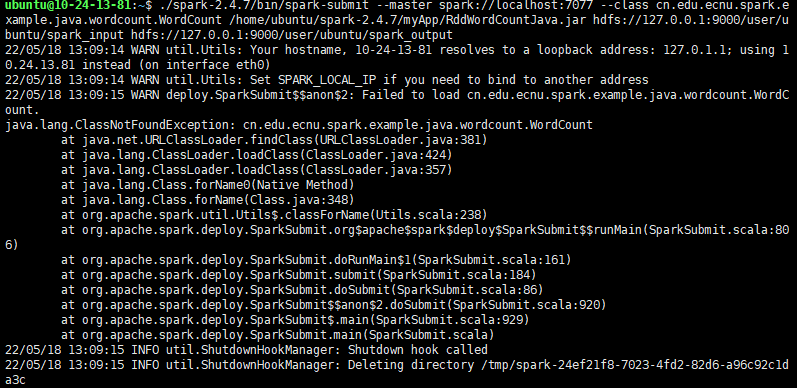 ubuntu@10-24-13-81:~$ ./spark-2.4.7/bin/spark-submit --master spark://localhost:7077 --class cn.edu.ecnu.spark.e
xample.java.wordcount.WordCount /home/ubuntu/spark-2.4.7/myApp/RddWordCountJava.jar hdfs://127.0.0.1:9000/user/u
buntu/spark_input hdfs://127.0.0.1:9000/user/ubuntu/spark_output
22/05/18 13:09:14 WARN util.Utils: Your hostname, 10-24-13-81 resolves to a loopback address: 127.0.1.1; using 1
0.24.13.81 instead (on interface eth0)
22/05/18 13:09:14 WARN util.Utils: Set SPARK_LOCAL_IP if you need to bind to another address
22/05/18 13:09:15 WARN deploy.SparkSubmit$$anon$2: Failed to load cn.edu.ecnu.spark.example.java.wordcount.WordC
ount.
java.lang.ClassNotFoundException: cn.edu.ecnu.spark.example.java.wordcount.WordCount
at java.net.URLClassLoader.findClass(URLClassLoader.java:381)
at java.lang.ClassLoader.loadClass(ClassLoader.java:424)
at java.lang.ClassLoader.loadClass(ClassLoader.java:357)
at java.lang.Class.forName0(Native Method)
at java.lang.Class.forName(Class.java:348)
at org.apache.spark.util.Utils$.classForName(Utils.scala:238)
at org.apache.spark.deploy.SparkSubmit.org$apache$spark$deploy$SparkSubmit$$runMain(SparkSubmit.scala:80
6)
at org.apache.spark.deploy.SparkSubmit.doRunMain$1(SparkSubmit.scala:161)
at org.apache.spark.deploy.SparkSubmit.submit(SparkSubmit.scala:184)
at org.apache.spark.deploy.SparkSubmit.doSubmit(SparkSubmit.scala:86)
at org.apache.spark.deploy.SparkSubmit$$anon$2.doSubmit(SparkSubmit.scala:920)
at org.apache.spark.deploy.SparkSubmit$.main(SparkSubmit.scala:929)
at org.apache.spark.deploy.SparkSubmit.main(SparkSubmit.scala)
22/05/18 13:09:15 INFO util.ShutdownHookManager: Shutdown hook called
22/05/18 13:09:15 INFO util.ShutdownHookManager: Deleting directory /tmp/spark-24ef21f8-7023-4fd2-82d6-a96c92c1d
a3c